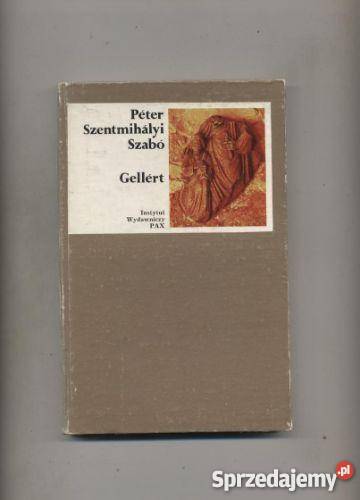 Péter
Szentmihályi
Szabó
Gellért
Instytut
Wydawniczy
PAX
Sprzedajemy.pl